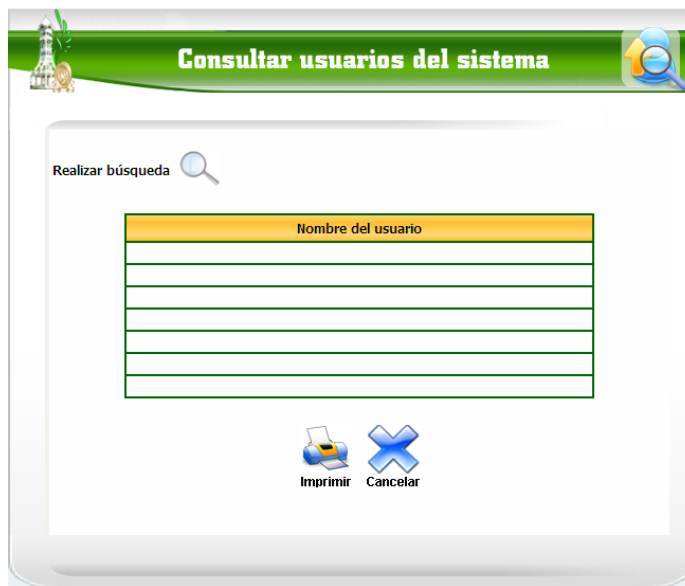 Consultar usuarios del sistema
Realizar búsqueda
Nombre del usuario
Imprimir Cancelar